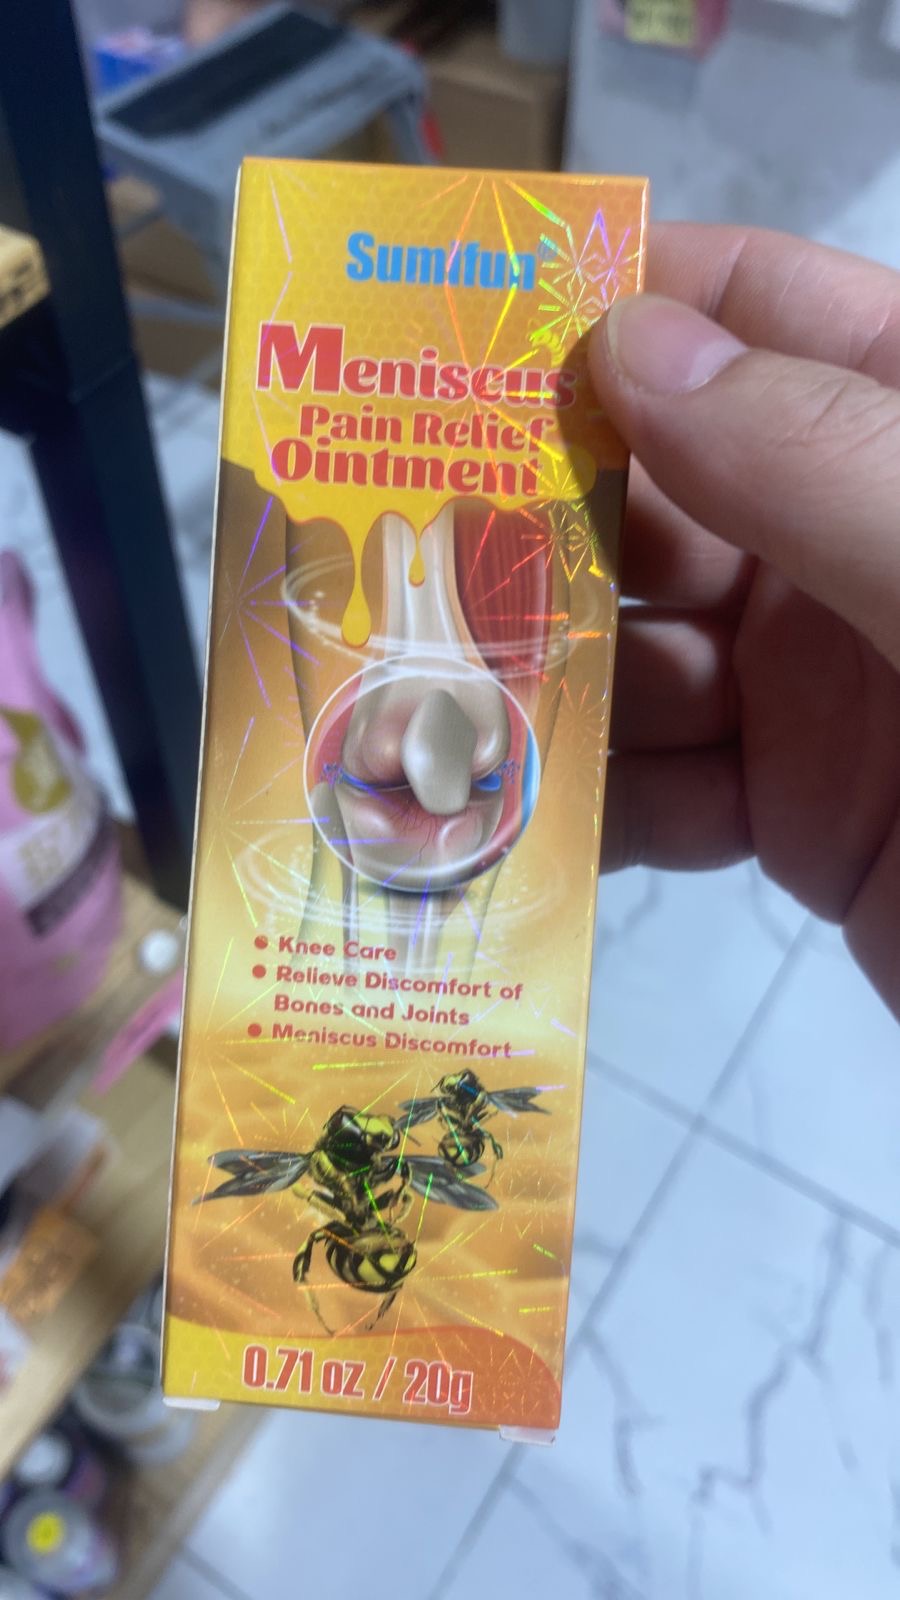 Sumifun®
Meniscus
Pain Relief
Ointment
• Knee Care
• Relieve Discomfort of
Bones and Joints
• Meniscus Discomfort
0.71 oz / 20g